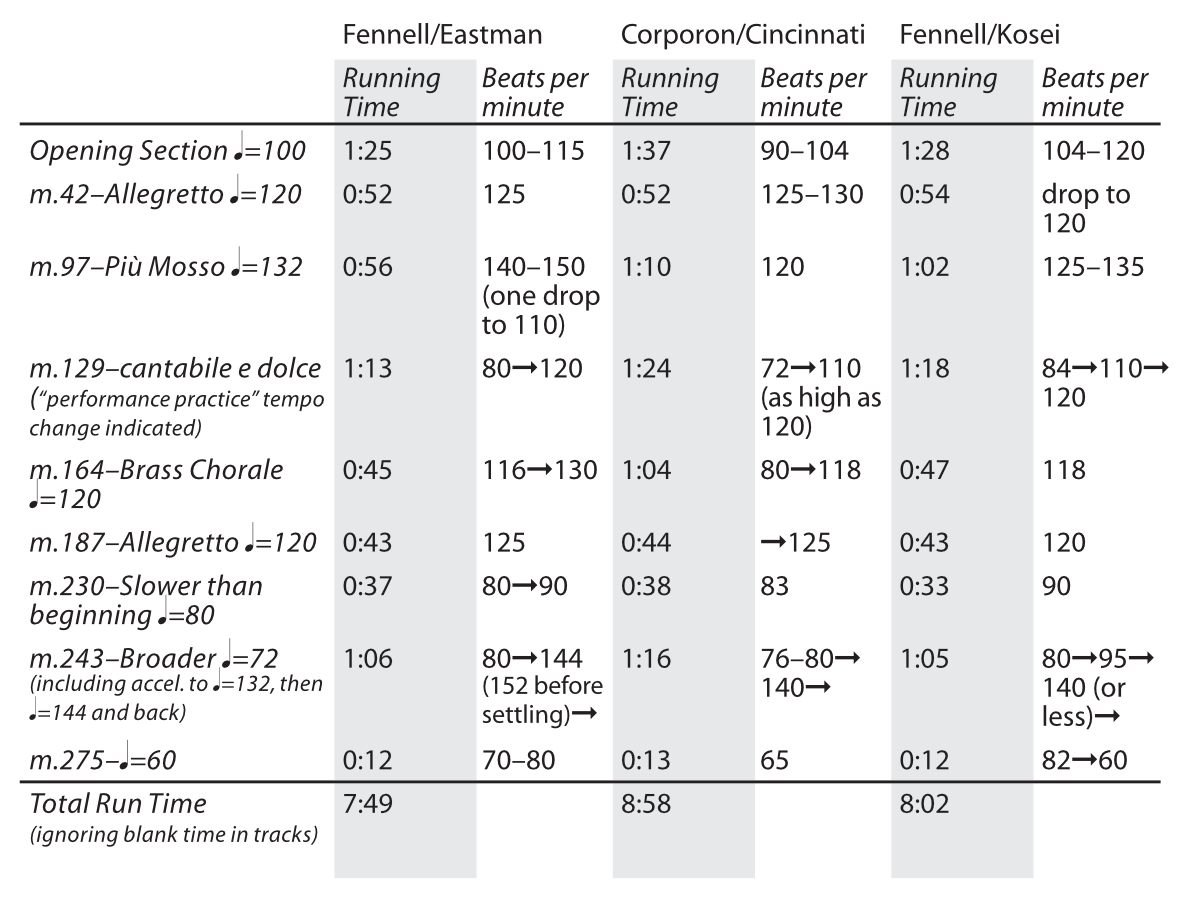 Fennell/Eastman Corporon/Cincinnati Fennell/Kosei
Running Beats per Running Beats per Running Beats per
Time minute Time minute Time minute
Opening Section ♩=100 1:25 100–115 1:37 90–104 1:28 104–120
m.42–Allegretto ♩=120 0:52 125 0:52 125–130 0:54 drop to
120
m.97–Più Mosso ♩=132 0:56 140–150 1:10 120 1:02 125–135
(one drop
to 110)
m.129–cantabile e dolce 1:13 80→120 1:24 72→110 1:18 84→110→
(“performance practice” tempo (as high as 120
change indicated) 120)
m.164–Brass Chorale 0:45 116→130 1:04 80→118 0:47 118
♩=120
m.187–Allegretto ♩=120 0:43 125 0:44 →125 0:43 120
m.230–Slower than 0:37 80→90 0:38 83 0:33 90
beginning ♩=80
m.243–Broader ♩=72 1:06 80→144 1:16 76–80→ 1:05 80→95→
(including accel. to ♩=132, then (152 before 140→ 140 (or
♩=144 and back) settling)→ less)→
m.275–♩=60 0:12 70–80 0:13 65 0:12 82→60
Total Run Time 7:49 8:58 8:02
(ignoring blank time in tracks)